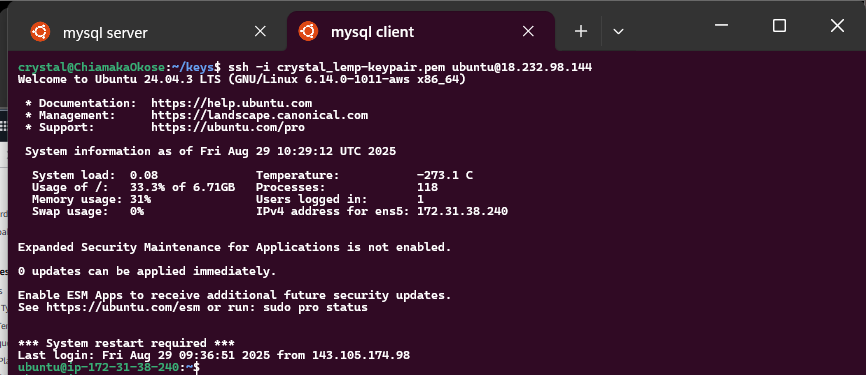 mysql server
mysql client
crystal@ChiamakaOkose:~/keys$ ssh -i crystal_lemp-keypair.pem ubuntu@18.232.98.144
Welcome to Ubuntu 24.04.3 LTS (GNU/Linux 6.14.0-1011-aws x86_64)
* Documentation: https://help.ubuntu.com
* Management: https://landscape.canonical.com
* Support: https://ubuntu.com/pro
System information as of Fri Aug 29 10:29:12 UTC 2025
System load: 0.08 Temperature: -273.1 C
Usage of /: 33.3% of 6.71GB Processes: 118
Memory usage: 31% Users logged in: 1
Swap usage: 0% IPv4 address for ens5: 172.31.38.240
Expanded Security Maintenance for Applications is not enabled.
0 updates can be applied immediately.
Enable ESM Apps to receive additional future security updates.
See https://ubuntu.com/esm or run: sudo pro status
*** System restart required ***
Last login: Fri Aug 29 09:36:51 2025 from 143.105.174.98
ubuntu@ip-172-31-38-240:~$